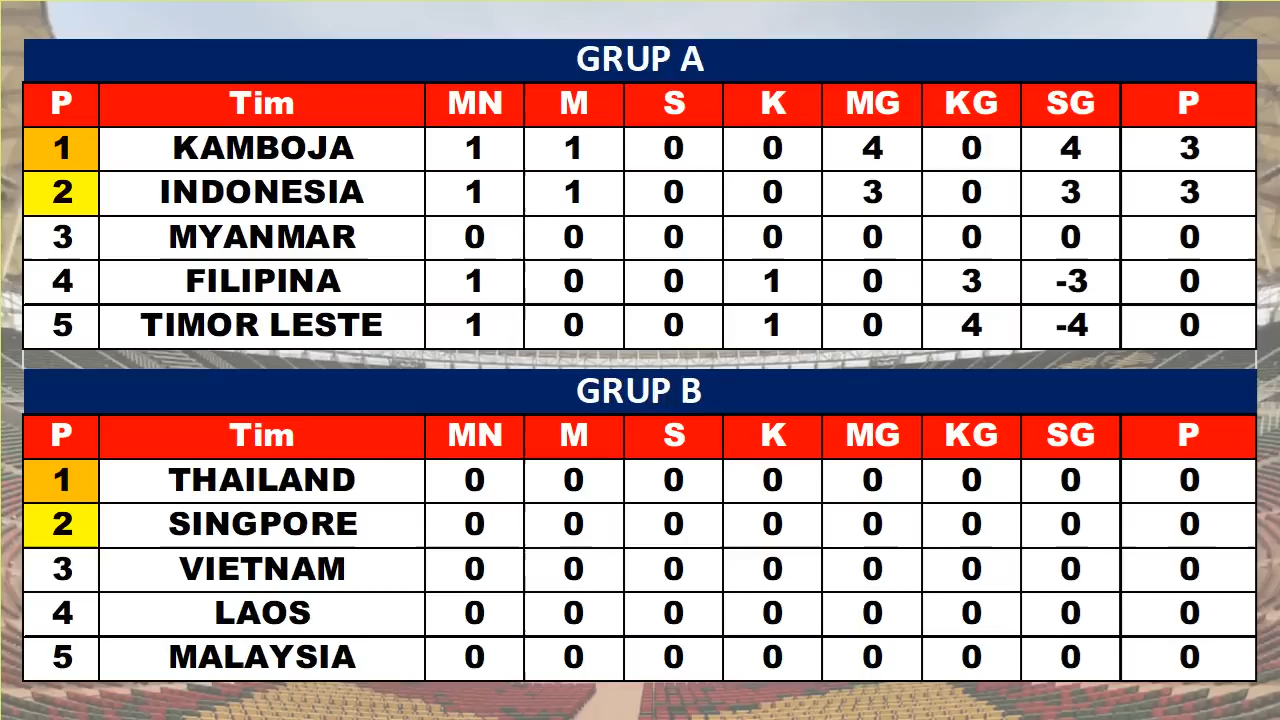 GRUP A
P Tim MN M S K MG KG SG P
1 KAMBOJA 1 1 0 0 4 0 4 3
2 INDONESIA 1 1 0 0 3 0 3 3
3 MYANMAR 0 0 0 0 0 0 0 0
4 FILIPINA 1 0 0 1 0 3 -3 0
5 TIMOR LESTE 1 0 0 1 0 4 -4 0
GRUP B
P Tim MN M S K MG KG SG P
1 THAILAND 0 0 0 0 0 0 0 0
2 SINGPORE 0 0 0 0 0 0 0 0
3 VIETNAM 0 0 0 0 0 0 0 0
4 LAOS 0 0 0 0 0 0 0 0
5 MALAYSIA 0 0 0 0 0 0 0 0